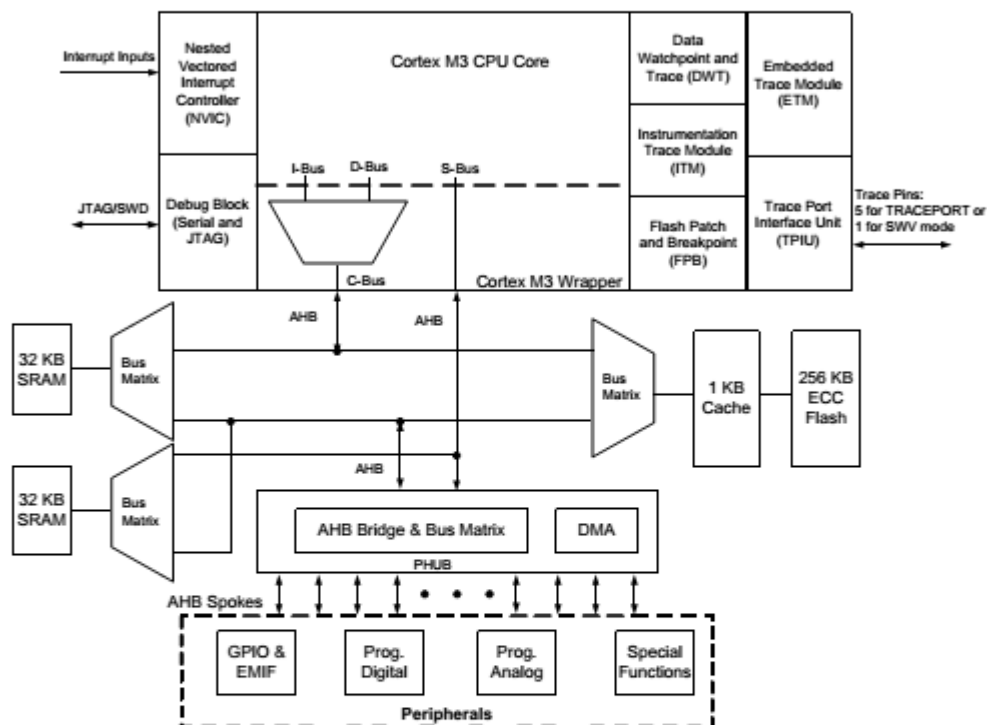 Interrupt Inputs
Nested
Vectored
Interrupt
Controller
(NVIC)
Cortex M3 CPU Core
Data
Watchpoint and
Trace (DWT)
Embedded
Trace Module
(ETM)
Instrumentation
Trace Module
(ITM)
I-Bus
D-Bus
S-Bus
JTAG/SWD
Debug Block
(Serial and
JTAG)
Flash Patch
and Breakpoint
(FPB)
Trace Port
Interface Unit
(TPIU)
Trace Pins:
5 for TRACEPORT or
1 for SWV mode
C-Bus
Cortex M3 Wrapper
AHB
AHB
32 KB
SRAM
Bus
Matrix
Bus
Matrix
1 KB
Cache
256 KB
ECC
Flash
AHB
32 KB
SRAM
Bus
Matrix
AHB Bridge & Bus Matrix
DMA
PHUB
AHB Spokes
GPIO &
EMIF
Prog.
Digital
Prog.
Analog
Special
Functions
Peripherals